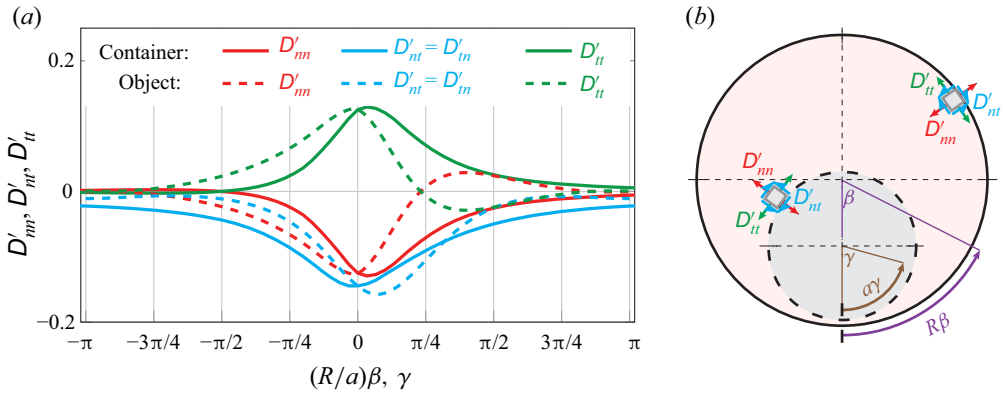 (a)
0.2
0
−0.2
D′nn, D′nt, D′tt
Container: D′nn D′nt = D′tn D′tt
Object: D′nn D′nt = D′tn D′tt
−π −3π/4 −π/2 −π/4 0 π/4 π/2 3π/4 π
(R/a)β, γ
(b)
D′tt
D′nt
D′nn
D′nn
D′nt
D′tt
β
γ
aγ
Rβ